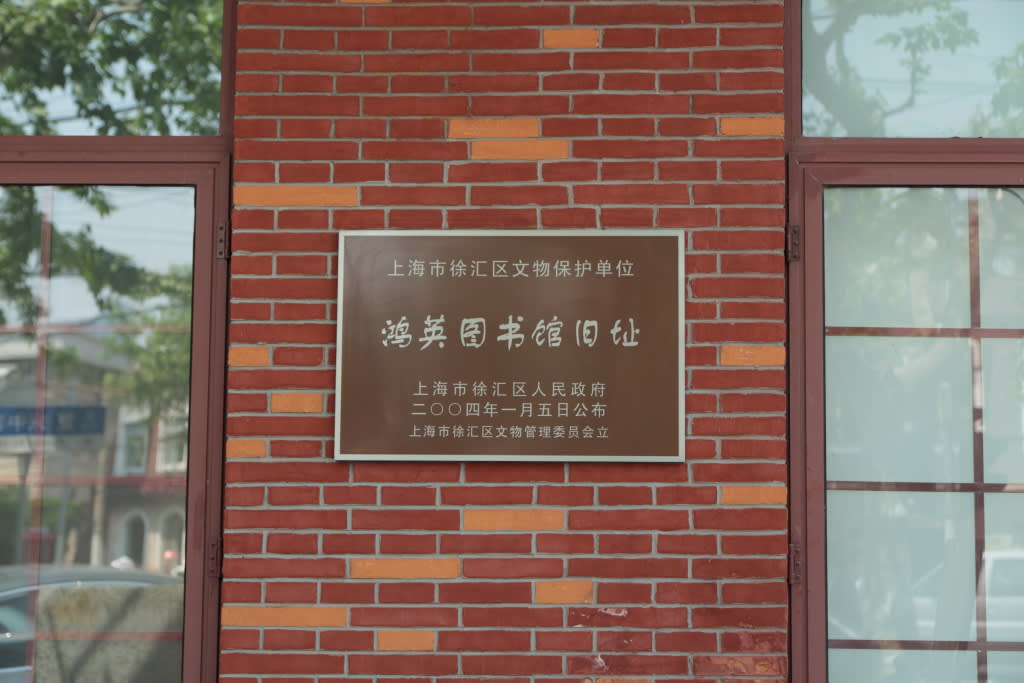 上海市徐汇区文物保护单位
鸿英图书馆旧址
上海市徐汇区人民政府
二〇〇四年一月五日公布
上海市徐汇区文物管理委员会立